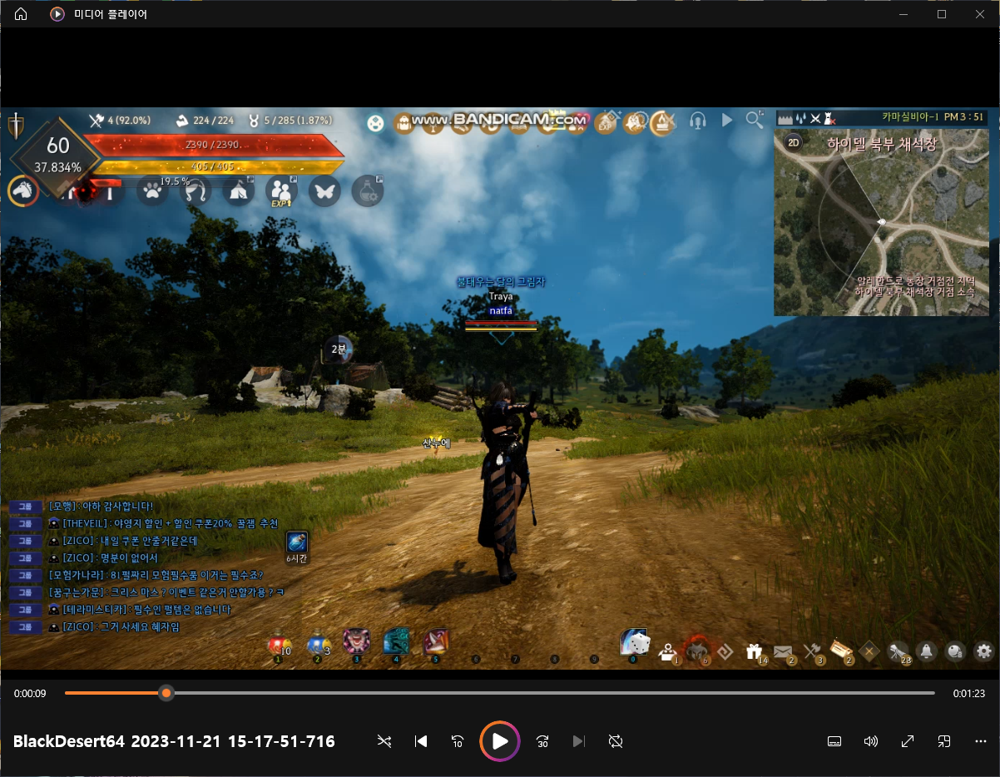 미디어 플레이어
4 (92.0%) 224 / 224 5 / 285 (1.87%)
www.BANDICAM.com
카마실비아-1 PM 3 : 51
60
37.834%
2390 / 2390
405 / 405
19.5 %
EXP
EXP
2D
하이델 북부 채석장
알레한드로 농장 거점전 지역
하이델 북부 채석장 거점 소속
불태우는 달의 그림자
Traya
natfa
2분
산누에
그룹 [모행] : 아하 감사합니다!
그룹 [THEVEIL] : 야영지 할인 + 할인 쿠폰20% 꿀잼 추천
그룹 [ZICO] : 내일 쿠폰 안줄거같은데
그룹 [ZICO] : 명분이 없어서
그룹 [모험가나라] : 81펄짜리 모험필수품 이거는 필수죠?
그룹 [꿈구는가문] : 크리스 마스 ? 이벤트 같은거 안할가용 ? ㅋ
그룹 [테라미스티카] : 필수인 펄템은 없습니다
그룹 [ZICO] : 그거 사세요 혜자임
6시간
10 3
1 2 3 4 5 6 7 8 9 0
1 6 14 2 3 2 28
0:00:09 0:01:23
BlackDesert64 2023-11-21 15-17-51-716
10 30